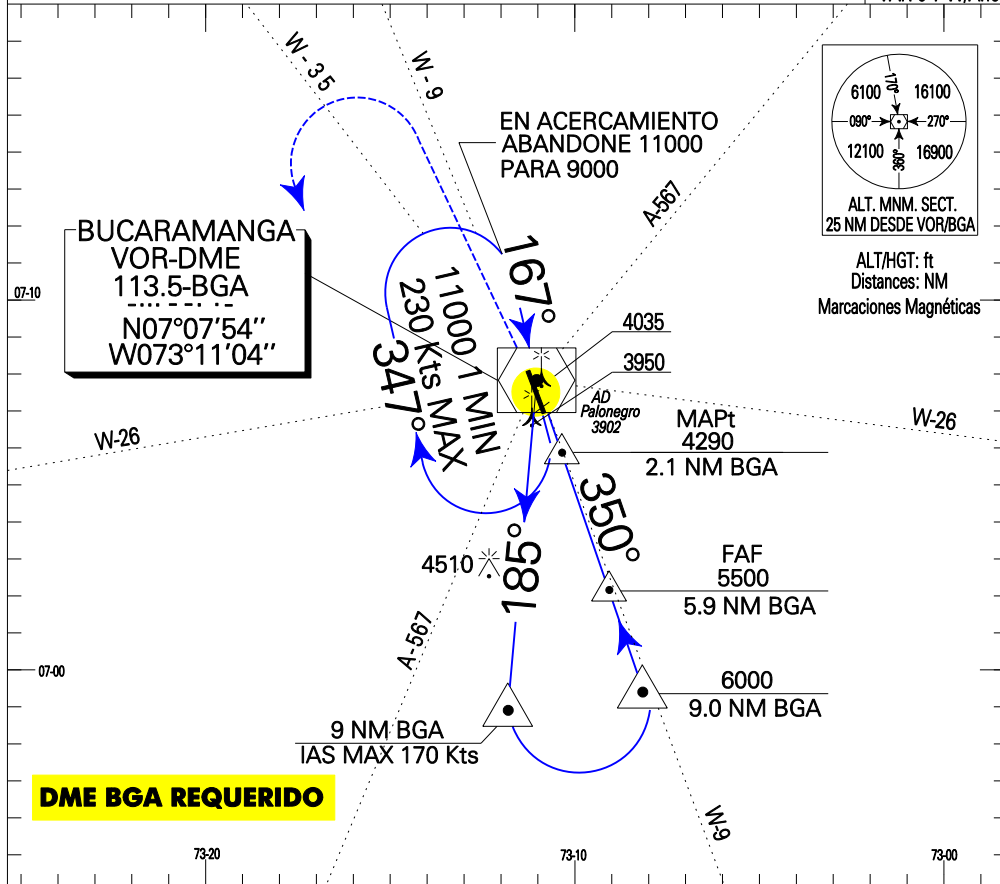 W-35
W-9
EN ACERCAMIENTO
ABANDONE 11000
PARA 9000
A-567
6100
170°
16100
090°
270°
12100
360°
16900
ALT. MNM. SECT.
25 NM DESDE VOR/BGA
ALT/HGT: ft
Distances: NM
Marcaciones Magnéticas
BUCARAMANGA
VOR-DME
113.5-BGA
N07°07'54''
W073°11'04''
07-10
167°
11000 1 MIN
230 Kts MAX
347°
4035
3950
AD
Palonegro
3902
W-26
W-26
MAPt
4290
2.1 NM BGA
350°
185°
4510
FAF
5500
5.9 NM BGA
A-567
07-00
6000
9.0 NM BGA
9 NM BGA
IAS MAX 170 Kts
DME BGA REQUERIDO
W-9
73-20
73-10
73-00